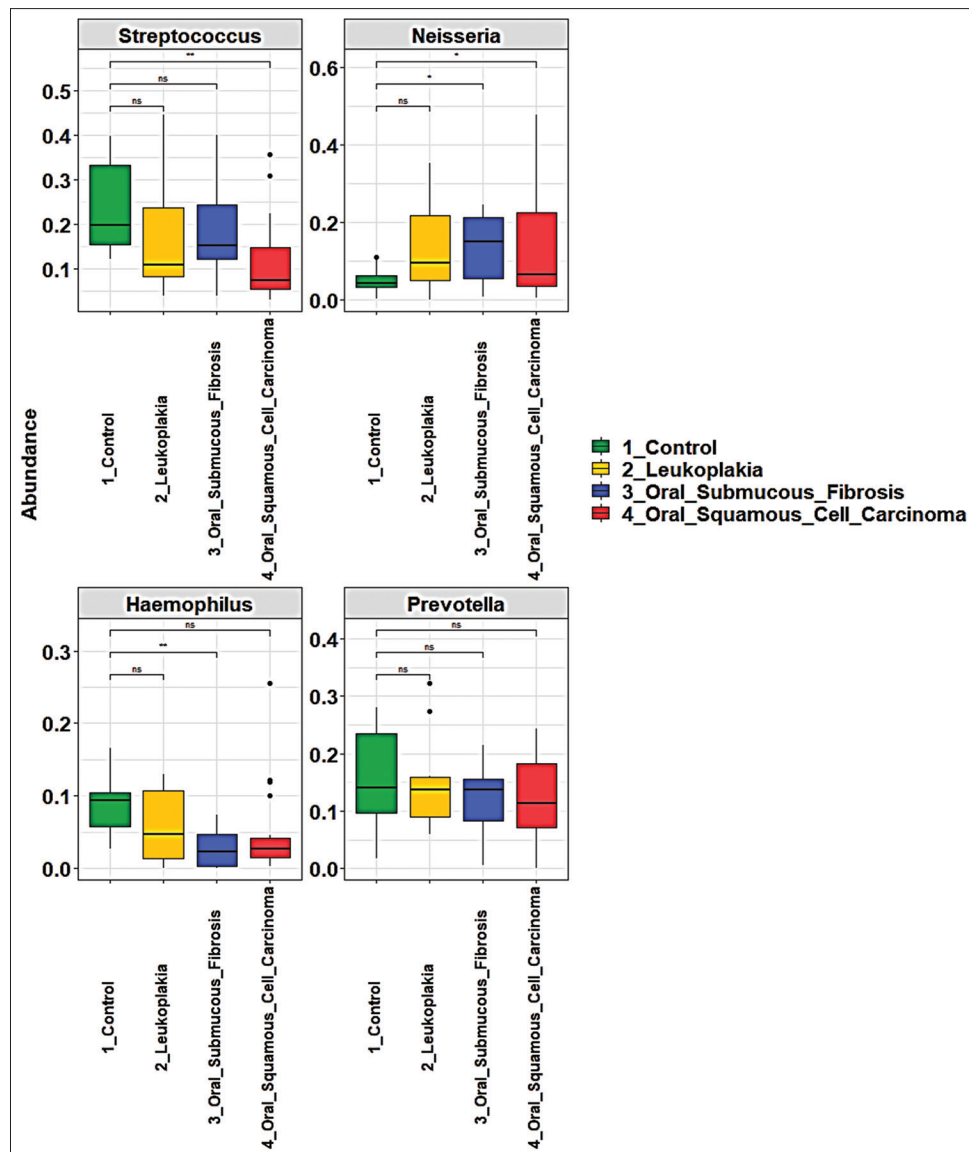 Streptococcus
Neisseria
**
ns
ns
*
*
ns
0.5
0.4
0.3
0.2
0.1
0.6
0.4
0.2
0.0
Abundance
1_Control
2_Leukoplakia
3_Oral_Submucous_Fibrosis
4_Oral_Squamous_Cell_Carcinoma
1_Control
2_Leukoplakia
3_Oral_Submucous_Fibrosis
4_Oral_Squamous_Cell_Carcinoma
1_Control
2_Leukoplakia
3_Oral_Submucous_Fibrosis
4_Oral_Squamous_Cell_Carcinoma
Haemophilus
Prevotella
ns
**
ns
ns
ns
ns
0.3
0.2
0.1
0.0
0.4
0.3
0.2
0.1
0.0
1_Control
2_Leukoplakia
3_Oral_Submucous_Fibrosis
4_Oral_Squamous_Cell_Carcinoma
1_Control
2_Leukoplakia
3_Oral_Submucous_Fibrosis
4_Oral_Squamous_Cell_Carcinoma